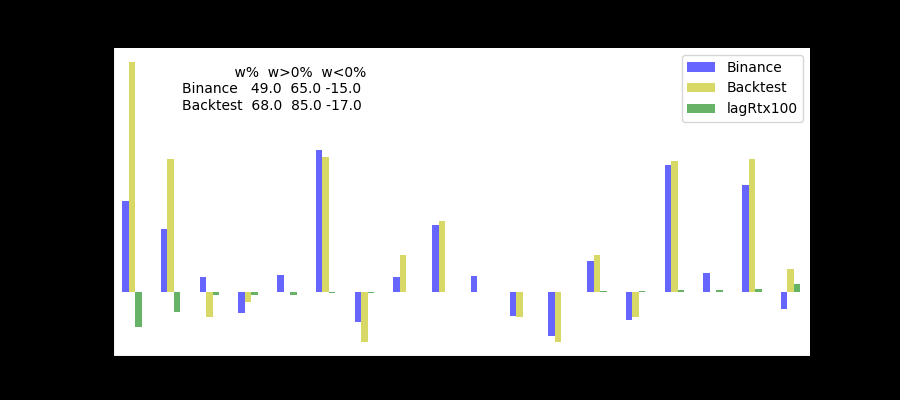 w%  w>0%  w<0%
Binance   49.0  65.0 -15.0
Backtest  68.0  85.0 -17.0
Binance
Backtest
lagRtx100